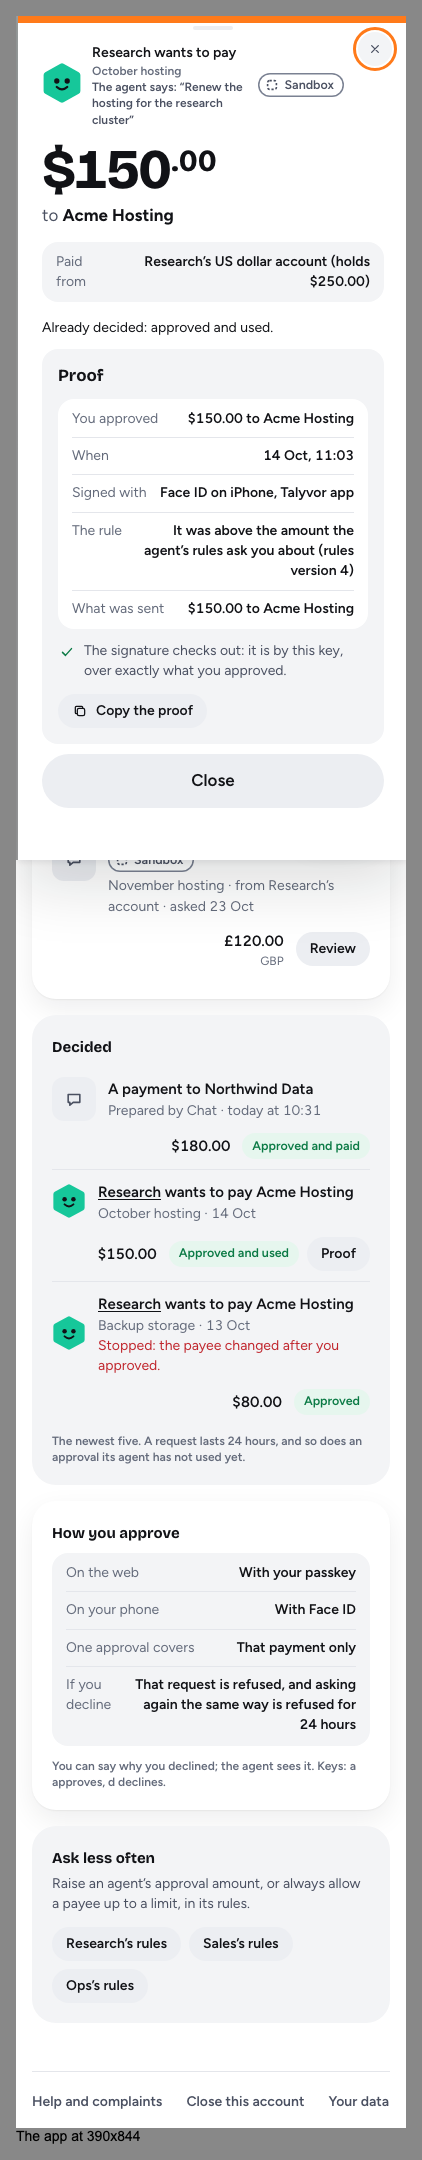 Research wants to pay
October hosting
The agent says: “Renew the
hosting for the research
cluster”
Sandbox
$150.00
to Acme Hosting
Paid
from
Research’s US dollar account (holds
$250.00)
Already decided: approved and used.
Proof
You approved
$150.00 to Acme Hosting
When
14 Oct, 11:03
Signed with
Face ID on iPhone, Talyvor app
The rule
It was above the amount the
agent’s rules ask you about (rules
version 4)
What was sent
$150.00 to Acme Hosting
The signature checks out: it is by this key,
over exactly what you approved.
Copy the proof
Close
Sandbox
November hosting · from Research’s
account · asked 23 Oct
£120.00
GBP
Review
Decided
A payment to Northwind Data
Prepared by Chat · today at 10:31
$180.00
Approved and paid
Research wants to pay Acme Hosting
October hosting · 14 Oct
$150.00
Approved and used
Proof
Research wants to pay Acme Hosting
Backup storage · 13 Oct
Stopped: the payee changed after you
approved.
$80.00
Approved
The newest five. A request lasts 24 hours, and so does an
approval its agent has not used yet.
How you approve
On the web
With your passkey
On your phone
With Face ID
One approval covers
That payment only
If you
decline
That request is refused, and asking
again the same way is refused for
24 hours
You can say why you declined; the agent sees it. Keys: a
approves, d declines.
Ask less often
Raise an agent’s approval amount, or always allow
a payee up to a limit, in its rules.
Research’s rules
Sales’s rules
Ops’s rules
Help and complaints
Close this account
Your data
The app at 390x844